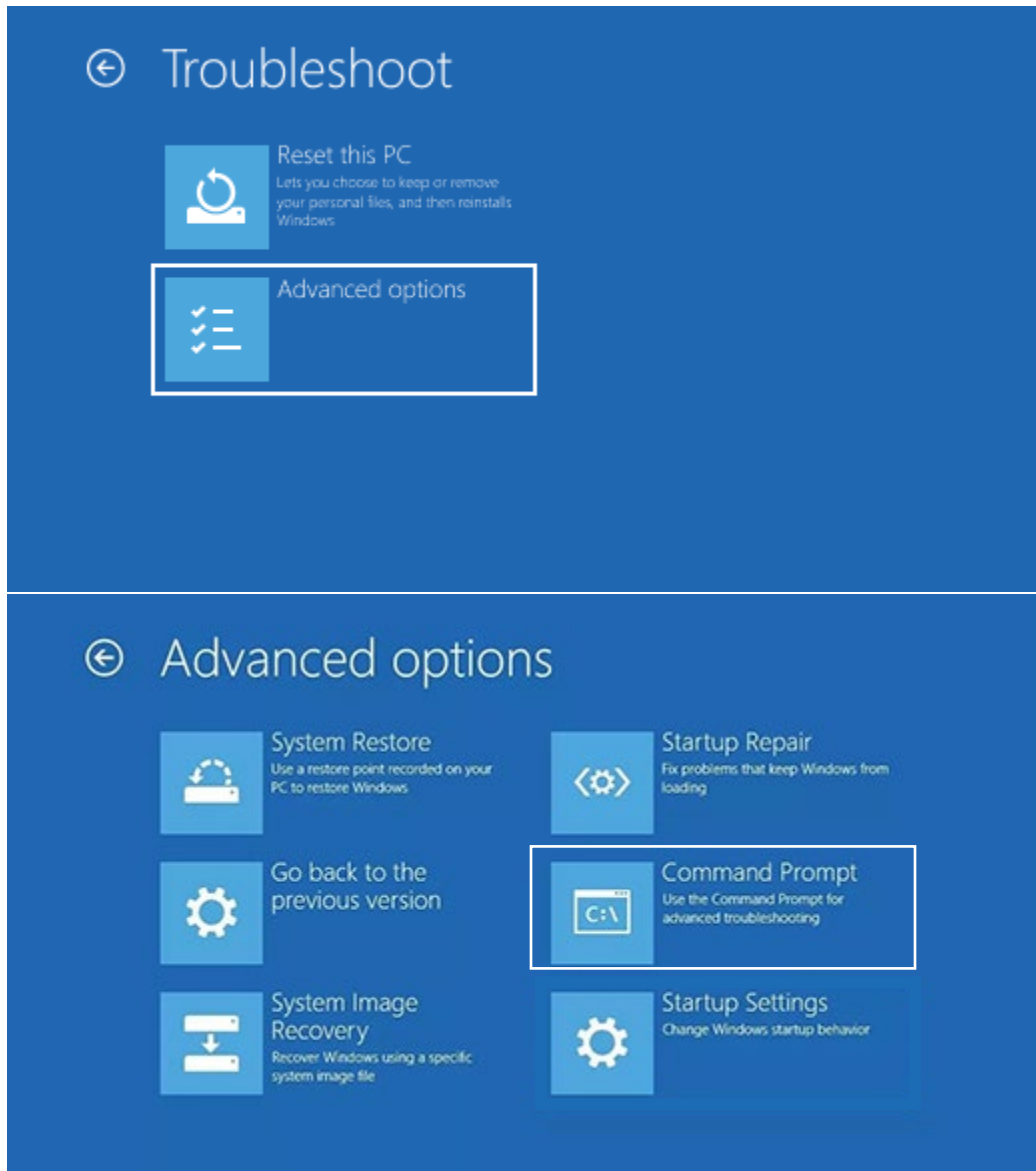 Troubleshoot
Reset this PC
Lets you choose to keep or remove
your personal files, and then reinstalls
Windows
Advanced options
Advanced options
System Restore
Use a restore point recorded on your
PC to restore Windows
Startup Repair
Fix problems that keep Windows from
loading
Go back to the
previous version
Command Prompt
Use the Command Prompt for
advanced troubleshooting
C:\
System Image
Recovery
Recover Windows using a specific
system image file
Startup Settings
Change Windows startup behavior